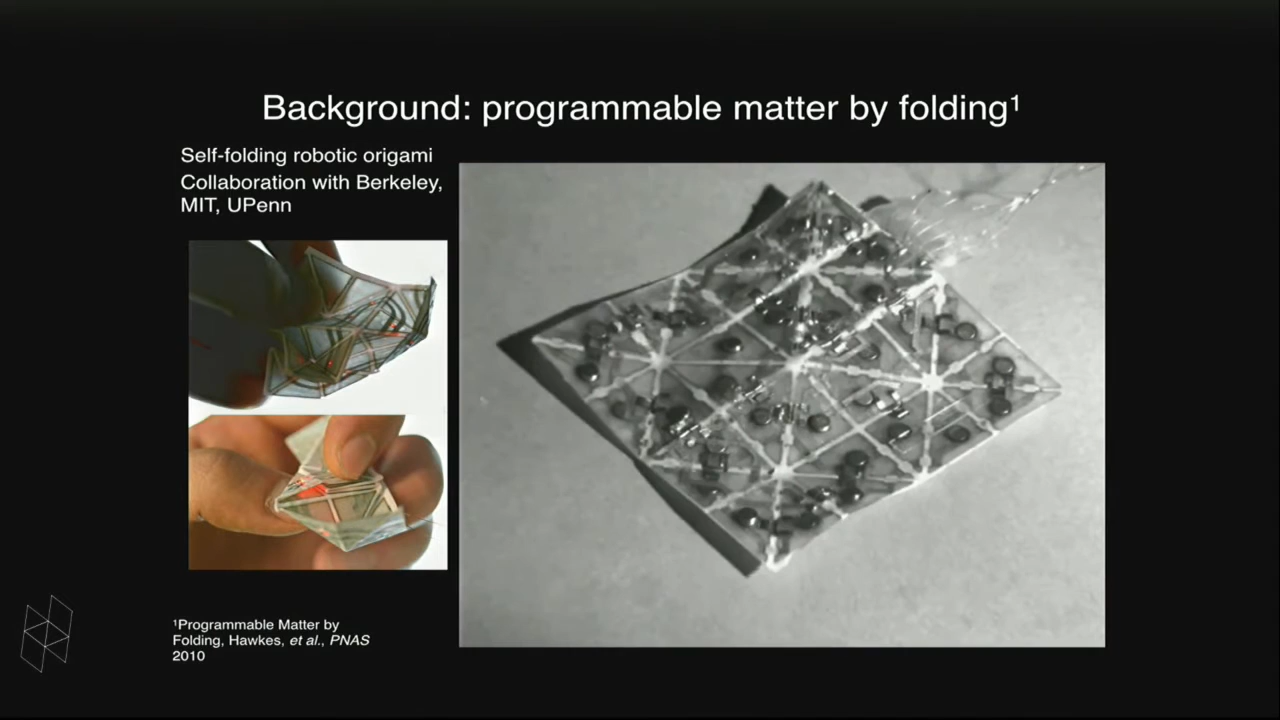 Background: programmable matter by folding¹
Self-folding robotic origami
Collaboration with Berkeley,
MIT, UPenn
¹Programmable Matter by
Folding, Hawkes, et al., PNAS
2010